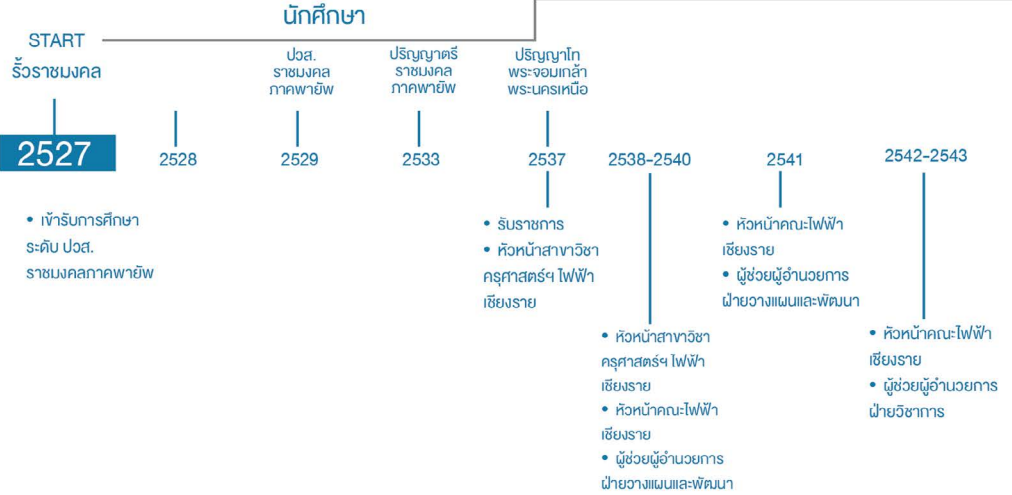 นักศึกษา
START
รั้วราชมงคล
ปวส.
ราชมงคล
ภาคพายัพ
ปริญญาตรี
ราชมงคล
ภาคพายัพ
ปริญญาโท
พระจอมเกล้า
พระนครเหนือ
2527
2528
2529
2533
2537
2538-2540
2541
2542-2543
• เข้ารับการศึกษา
ระดับ ปวส.
ราชมงคลภาคพายัพ
• รับราชการ
• หัวหน้าสาขาวิชา
ครุศาสตร์ฯ ไฟฟ้า
เชียงราย
• หัวหน้าสาขาวิชา
ครุศาสตร์ฯ ไฟฟ้า
เชียงราย
• หัวหน้าคณะไฟฟ้า
เชียงราย
• ผู้ช่วยผู้อำนวยการ
ฝ่ายวางแผนและพัฒนา
• หัวหน้าคณะไฟฟ้า
เชียงราย
• ผู้ช่วยผู้อำนวยการ
ฝ่ายวางแผนและพัฒนา
• หัวหน้าคณะไฟฟ้า
เชียงราย
• ผู้ช่วยผู้อำนวยการ
ฝ่ายวิชาการ